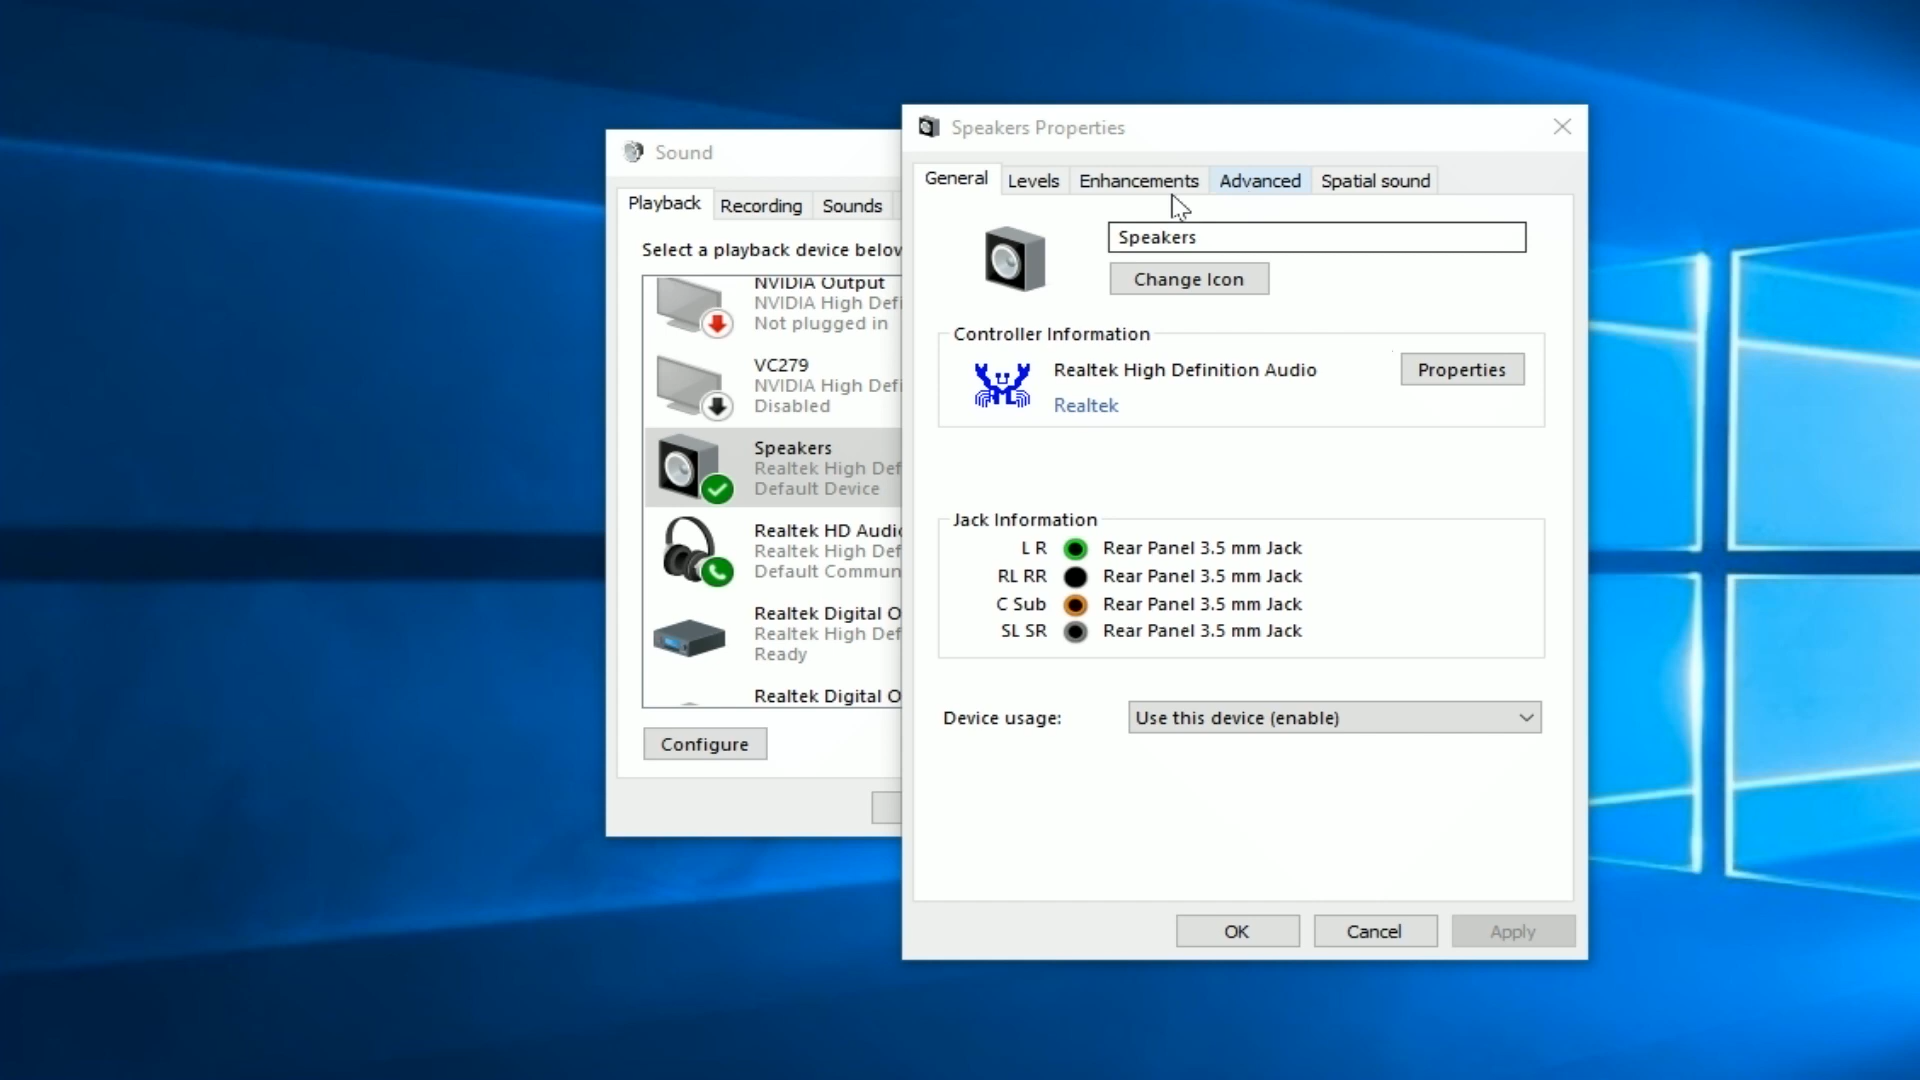 Sound
Playback
Recording
Sounds
Select a playback device below
NVIDIA Output
NVIDIA High Defi
Not plugged in
VC279
NVIDIA High Defi
Disabled
Speakers
Realtek High Def
Default Device
Realtek HD Audio
Realtek High Def
Default Commun
Realtek Digital O
Realtek High Def
Ready
Realtek Digital O
Configure
Speakers Properties
General
Levels
Enhancements
Advanced
Spatial sound
Speakers
Change Icon
Controller Information
Realtek High Definition Audio
Properties
Realtek
Jack Information
L R Rear Panel 3.5 mm Jack
RL RR Rear Panel 3.5 mm Jack
C Sub Rear Panel 3.5 mm Jack
SL SR Rear Panel 3.5 mm Jack
Device usage: Use this device (enable)
OK
Cancel
Apply